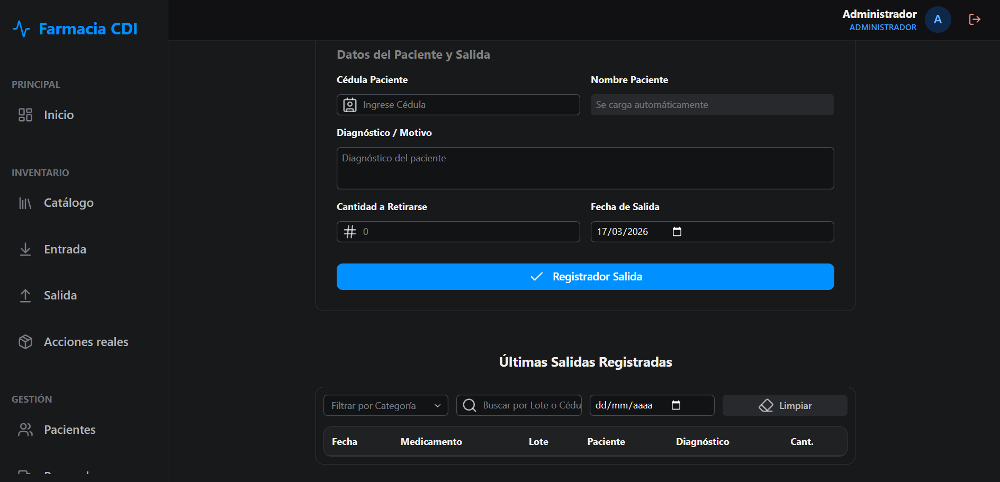 Farmacia CDI
Administrador
ADMINISTRADOR
A
PRINCIPAL
Inicio
INVENTARIO
Catálogo
Entrada
Salida
Acciones reales
GESTIÓN
Pacientes
Datos del Paciente y Salida
Cédula Paciente
Nombre Paciente
Ingrese Cédula
Se carga automáticamente
Diagnóstico / Motivo
Diagnóstico del paciente
Cantidad a Retirarse
Fecha de Salida
0
17/03/2026
Registrador Salida
Últimas Salidas Registradas
Filtrar por Categoría
Buscar por Lote o Cédu
dd/mm/aaaa
Limpiar
Fecha Medicamento Lote Paciente Diagnóstico Cant.